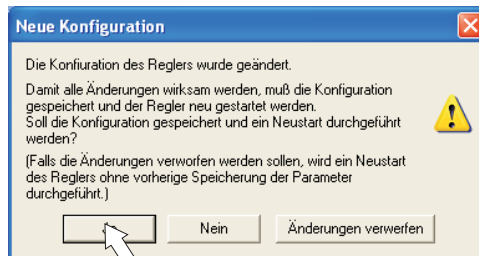 Neue Konfiguration
Die Konfiuration des Reglers wurde geändert.
Damit alle Änderungen wirksam werden, muß die Konfiguration
gespeichert und der Regler neu gestartet werden.
Soll die Konfiguration gespeichert und ein Neustart durchgeführt
werden?
(Falls die Änderungen verworfen werden sollen, wird ein Neustart
des Reglers ohne vorherige Speicherung der Parameter
durchgeführt.)
Nein Änderungen verwerfen